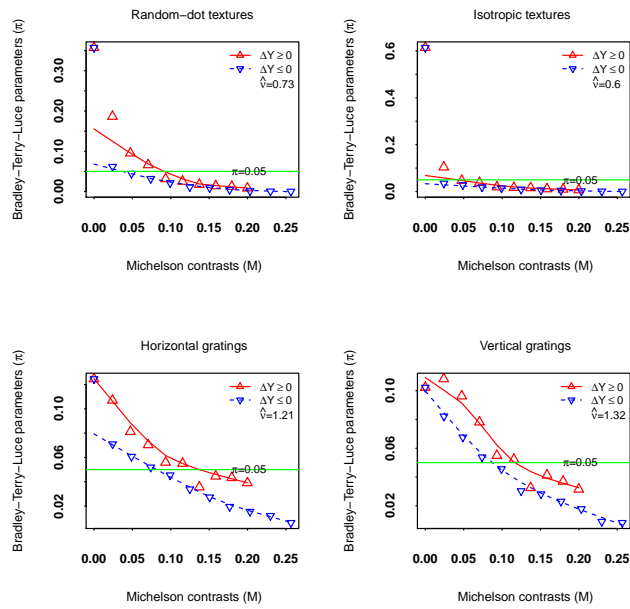 Random−dot textures
Bradley−Terry−Luce parameters (π)
0.00 0.05 0.10 0.15 0.20 0.25
0.00 0.10 0.20 0.35
Michelson contrasts (M)
ΔY ≥ 0
ΔY ≤ 0
ν̂=0.73
π=0.05
Isotropic textures
Bradley−Terry−Luce parameters (π)
0.00 0.05 0.10 0.15 0.20 0.25
0.0 0.2 0.4 0.6
Michelson contrasts (M)
ΔY ≥ 0
ΔY ≤ 0
ν̂=0.6
π=0.05
Horizontal gratings
Bradley−Terry−Luce parameters (π)
0.00 0.05 0.10 0.15 0.20 0.25
0.02 0.06 0.10
Michelson contrasts (M)
ΔY ≥ 0
ΔY ≤ 0
ν̂=1.21
π=0.05
Vertical gratings
Bradley−Terry−Luce parameters (π)
0.00 0.05 0.10 0.15 0.20 0.25
0.02 0.06 0.10
Michelson contrasts (M)
ΔY ≥ 0
ΔY ≤ 0
ν̂=1.32
π=0.05